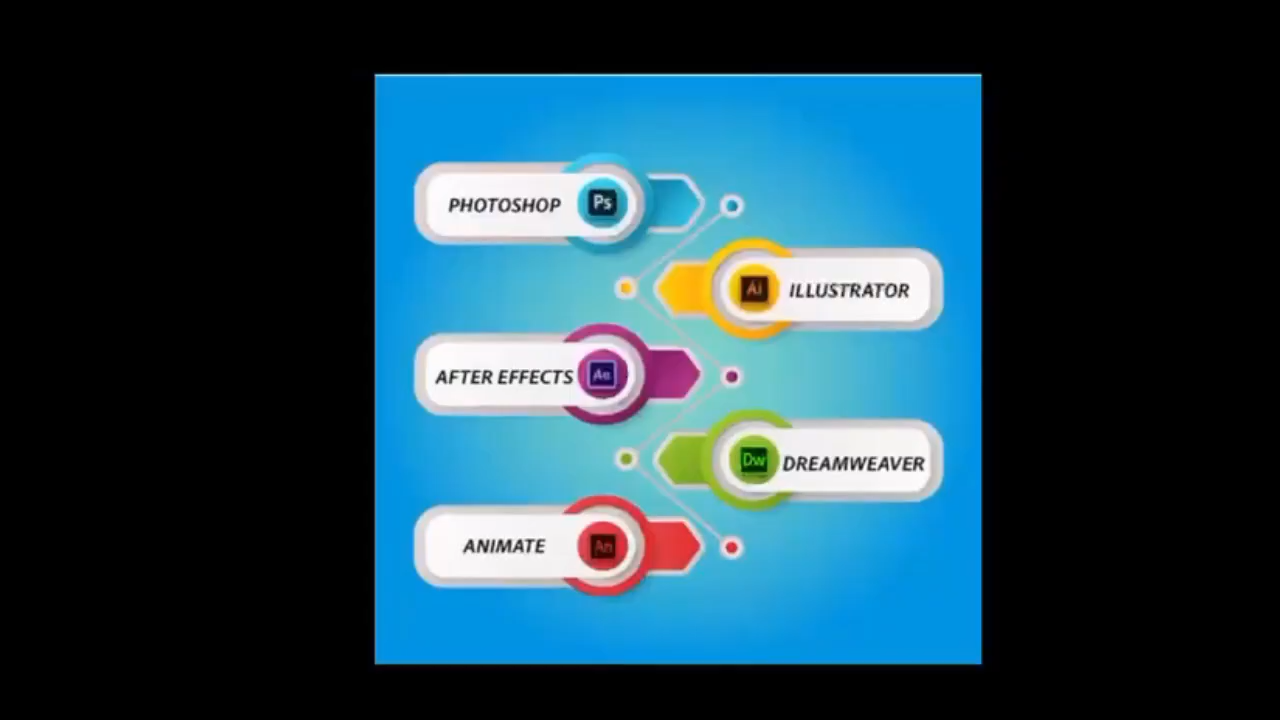 PHOTOSHOP Ps
Ai ILLUSTRATOR
AFTER EFFECTS Ae
Dw DREAMWEAVER
ANIMATE An